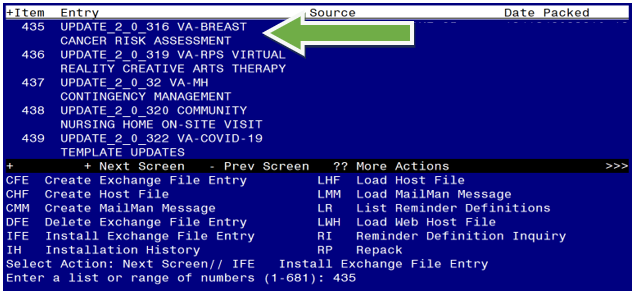 +Item Entry Source Date Packed
435 UPDATE_2_0_316 VA-BREAST
CANCER RISK ASSESSMENT
436 UPDATE_2_0_319 VA-RPS VIRTUAL
REALITY CREATIVE ARTS THERAPY
437 UPDATE_2_0_32 VA-MH
CONTINGENCY MANAGEMENT
438 UPDATE_2_0_320 COMMUNITY
NURSING HOME ON-SITE VISIT
439 UPDATE_2_0_322 VA-COVID-19
TEMPLATE UPDATES
+ + Next Screen - Prev Screen ?? More Actions >>>
CFE Create Exchange File Entry LHF Load Host File
CHF Create Host File LMM Load MailMan Message
CMM Create MailMan Message LR List Reminder Definitions
DFE Delete Exchange File Entry LWH Load Web Host File
IFE Install Exchange File Entry RI Reminder Definition Inquiry
IH Installation History RP Repack
Select Action: Next Screen// IFE Install Exchange File Entry
Enter a list or range of numbers (1-681): 435